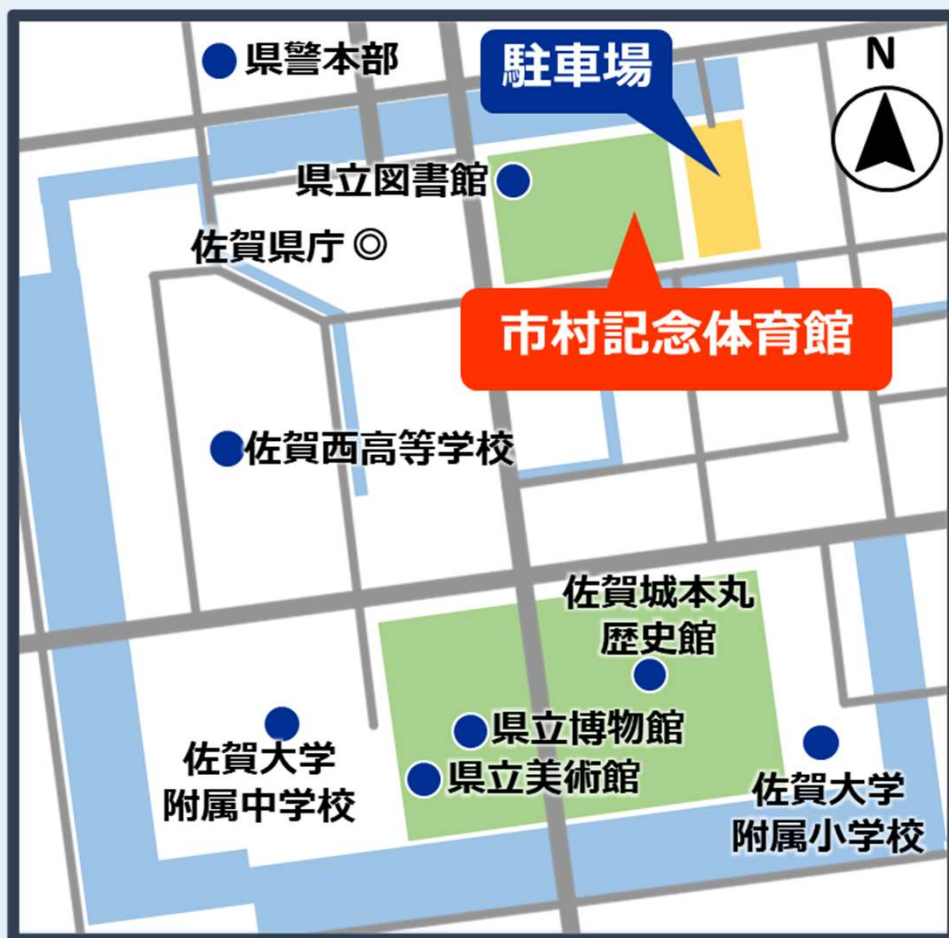 県警本部
駐車場
N
県立図書館
佐賀県庁
市村記念体育館
佐賀西高等学校
佐賀城本丸
歴史館
県立博物館
県立美術館
佐賀大学
附属中学校
佐賀大学
附属小学校